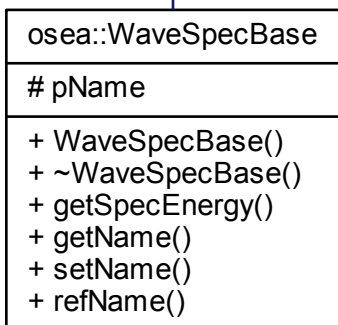 osea::WaveSpecBase
# pName
+ WaveSpecBase()
+ ~WaveSpecBase()
+ getSpecEnergy()
+ getName()
+ setName()
+ refName()